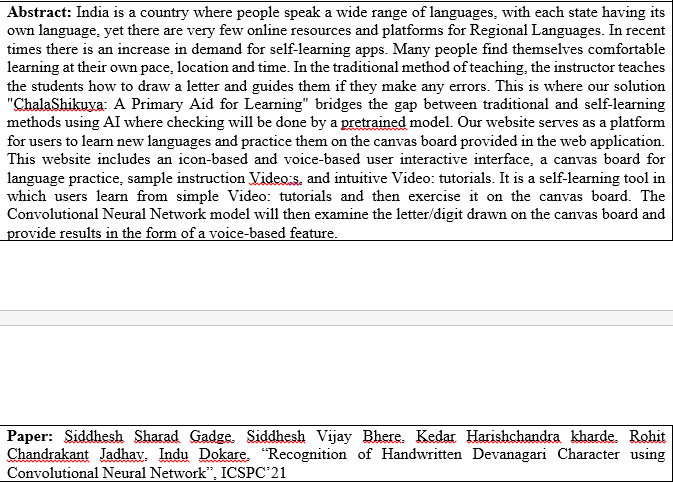 Abstract: India is a country where people speak a wide range of languages, with each state having its
own language, yet there are very few online resources and platforms for Regional Languages. In recent
times there is an increase in demand for self-learning apps. Many people find themselves comfortable
learning at their own pace, location and time. In the traditional method of teaching, the instructor teaches
the students how to draw a letter and guides them if they make any errors. This is where our solution
"ChalaShikuya: A Primary Aid for Learning" bridges the gap between traditional and self-learning
methods using AI where checking will be done by a pretrained model. Our website serves as a platform
for users to learn new languages and practice them on the canvas board provided in the web application.
This website includes an icon-based and voice-based user interactive interface, a canvas board for
language practice, sample instruction Video:s, and intuitive Video: tutorials. It is a self-learning tool in
which users learn from simple Video: tutorials and then exercise it on the canvas board. The
Convolutional Neural Network model will then examine the letter/digit drawn on the canvas board and
provide results in the form of a voice-based feature.
Paper: Siddhesh Sharad Gadge, Siddhesh Vijay Bhere, Kedar Harishchandra kharde, Rohit
Chandrakant Jadhav, Indu Dokare, “Recognition of Handwritten Devanagari Character using
Convolutional Neural Network”, ICSPC’21